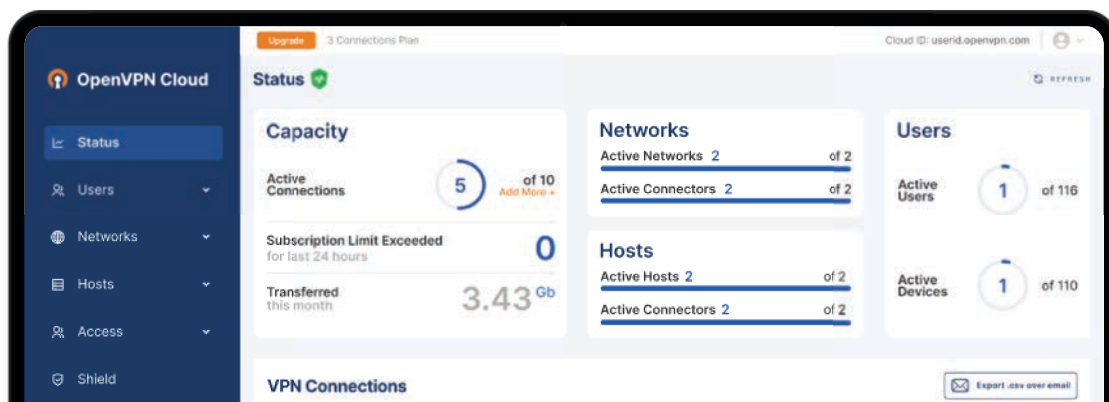 Upgrade 3 Connections Plan
Cloud ID: userid.openvpn.com
OpenVPN Cloud
Status
Users
Networks
Hosts
Access
Shield
Status
REFRESH
Capacity
Active Connections
5
of 10
Add More +
Subscription Limit Exceeded
for last 24 hours
0
Transferred
this month
3.43 Gb
Networks
Active Networks 2 of 2
Active Connectors 2 of 2
Hosts
Active Hosts 2 of 2
Active Connectors 2 of 2
Users
Active
Users
1
of 116
Active
Devices
1
of 110
VPN Connections
Export .csv over email